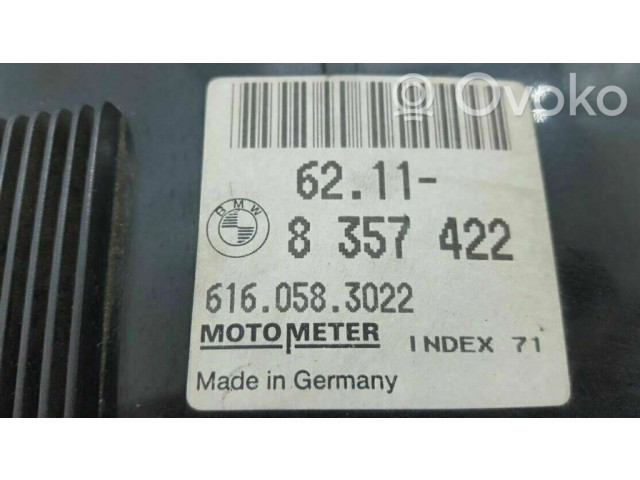 Ovoko
62.11-
BMW
8 357 422
616.058.3022
MOTOMETER
INDEX 71
Made in Germany